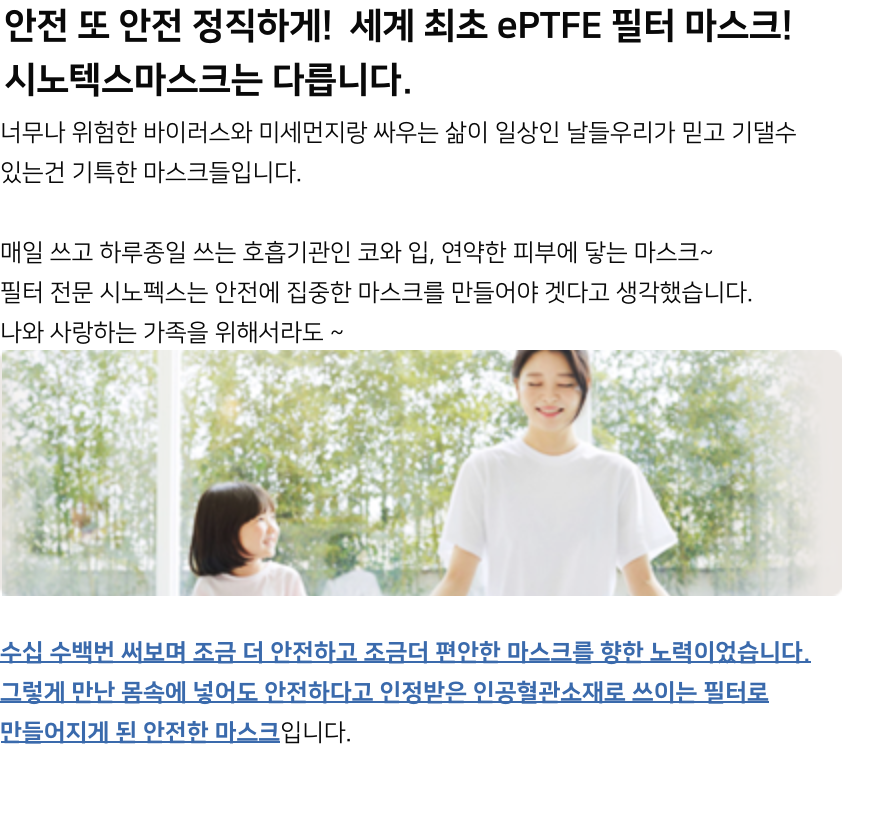 안전 또 안전 정직하게!  세계 최초 ePTFE 필터 마스크!
시노텍스마스크는 다릅니다.
너무나 위험한 바이러스와 미세먼지랑 싸우는 삶이 일상인 날들우리가 믿고 기댈수
있는건 기특한 마스크들입니다.
매일 쓰고 하루종일 쓰는 호흡기관인 코와 입, 연약한 피부에 닿는 마스크~
필터 전문 시노펙스는 안전에 집중한 마스크를 만들어야 겟다고 생각했습니다.
나와 사랑하는 가족을 위해서라도 ~
수십 수백번 써보며 조금 더 안전하고 조금더 편안한 마스크를 향한 노력이었습니다.
그렇게 만난 몸속에 넣어도 안전하다고 인정받은 인공혈관소재로 쓰이는 필터로
만들어지게 된 안전한 마스크입니다.